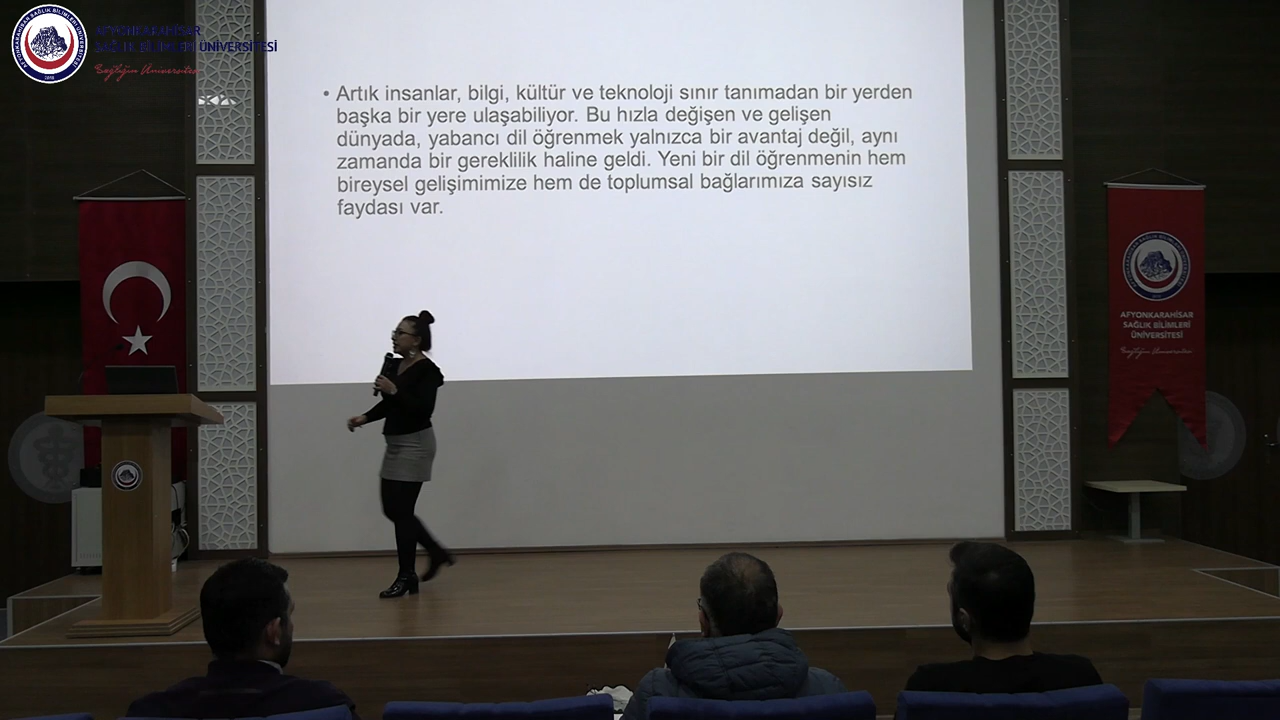 AFYONKARAHİSAR
SAĞLIK BİLİMLERİ ÜNİVERSİTESİ
Sağlığın Üniversitesi
• Artık insanlar, bilgi, kültür ve teknoloji sınır tanımadan bir yerden
başka bir yere ulaşabiliyor. Bu hızla değişen ve gelişen
dünyada, yabancı dil öğrenmek yalnızca bir avantaj değil, aynı
zamanda bir gereklilik haline geldi. Yeni bir dil öğrenmenin hem
bireysel gelişimimize hem de toplumsal bağlarımıza sayısız
faydası var.
AFYONKARAHİSAR
SAĞLIK BİLİMLERİ
ÜNİVERSİTESİ
Sağlığın Üniversitesi